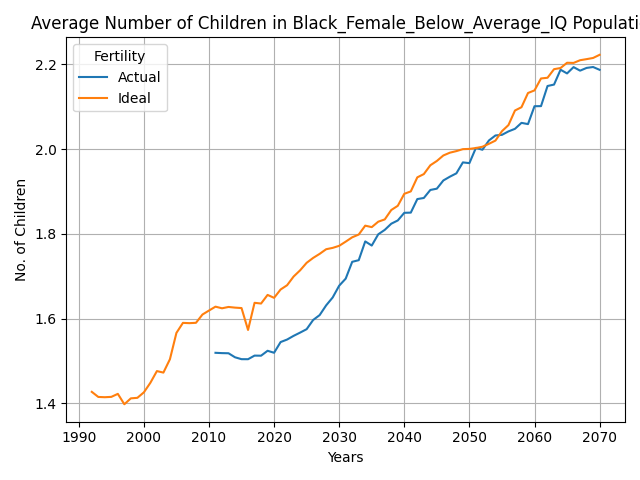 Average Number of Children in Black_Female_Below_Average_IQ Populati
Fertility
Actual
Ideal
2.2
2.0
1.8
1.6
1.4
No. of Children
1990 2000 2010 2020 2030 2040 2050 2060 2070
Years